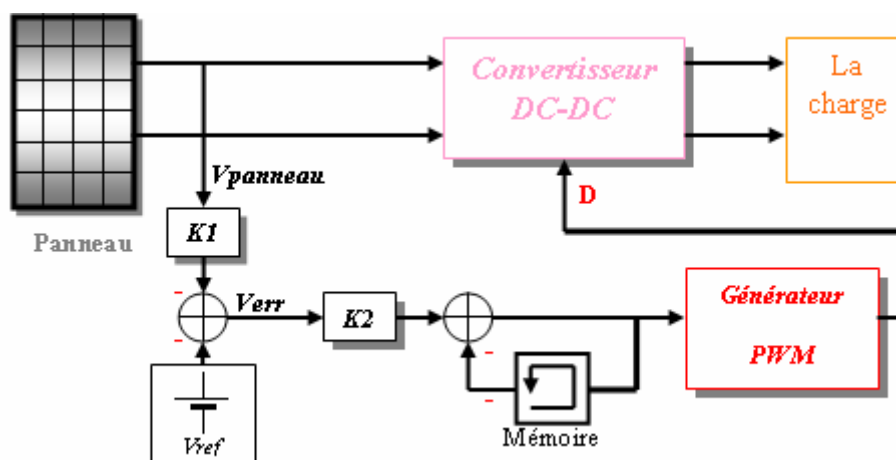 Convertisseur
DC-DC
La
charge
Vpanneau
D
Panneau
K1
-
-
Verr
K2
-
-
Générateur
PWM
Vref
Mémoire